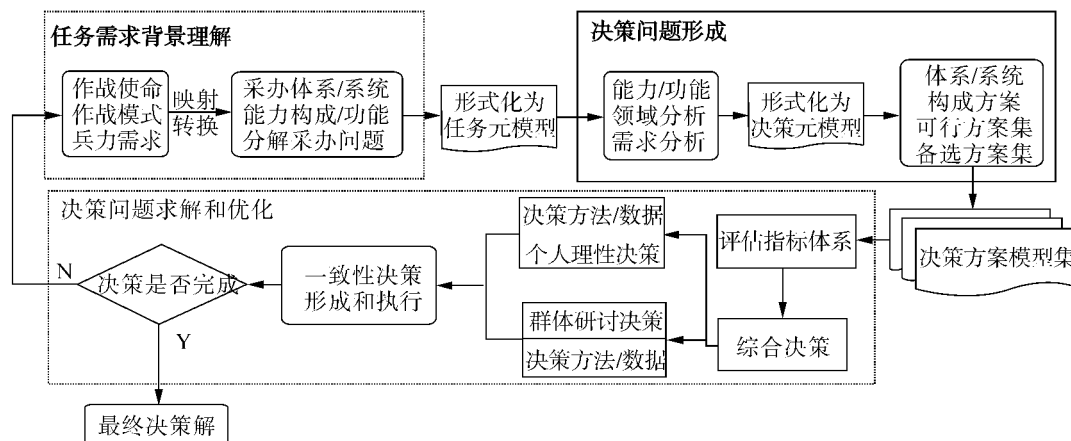 任务需求背景理解
作战使命
作战模式
兵力需求
映射
转换
采办体系/系统
能力构成/功能
分解采办问题
形式化为
任务元模型
决策问题形成
能力/功能
领域分析
需求分析
形式化为
决策元模型
体系/系统
构成方案
可行方案集
备选方案集
决策方案模型集
决策问题求解和优化
评估指标体系
综合决策
决策方法/数据
个人理性决策
群体研讨决策
决策方法/数据
一致性决策
形成和执行
决策是否完成
N
Y
最终决策解